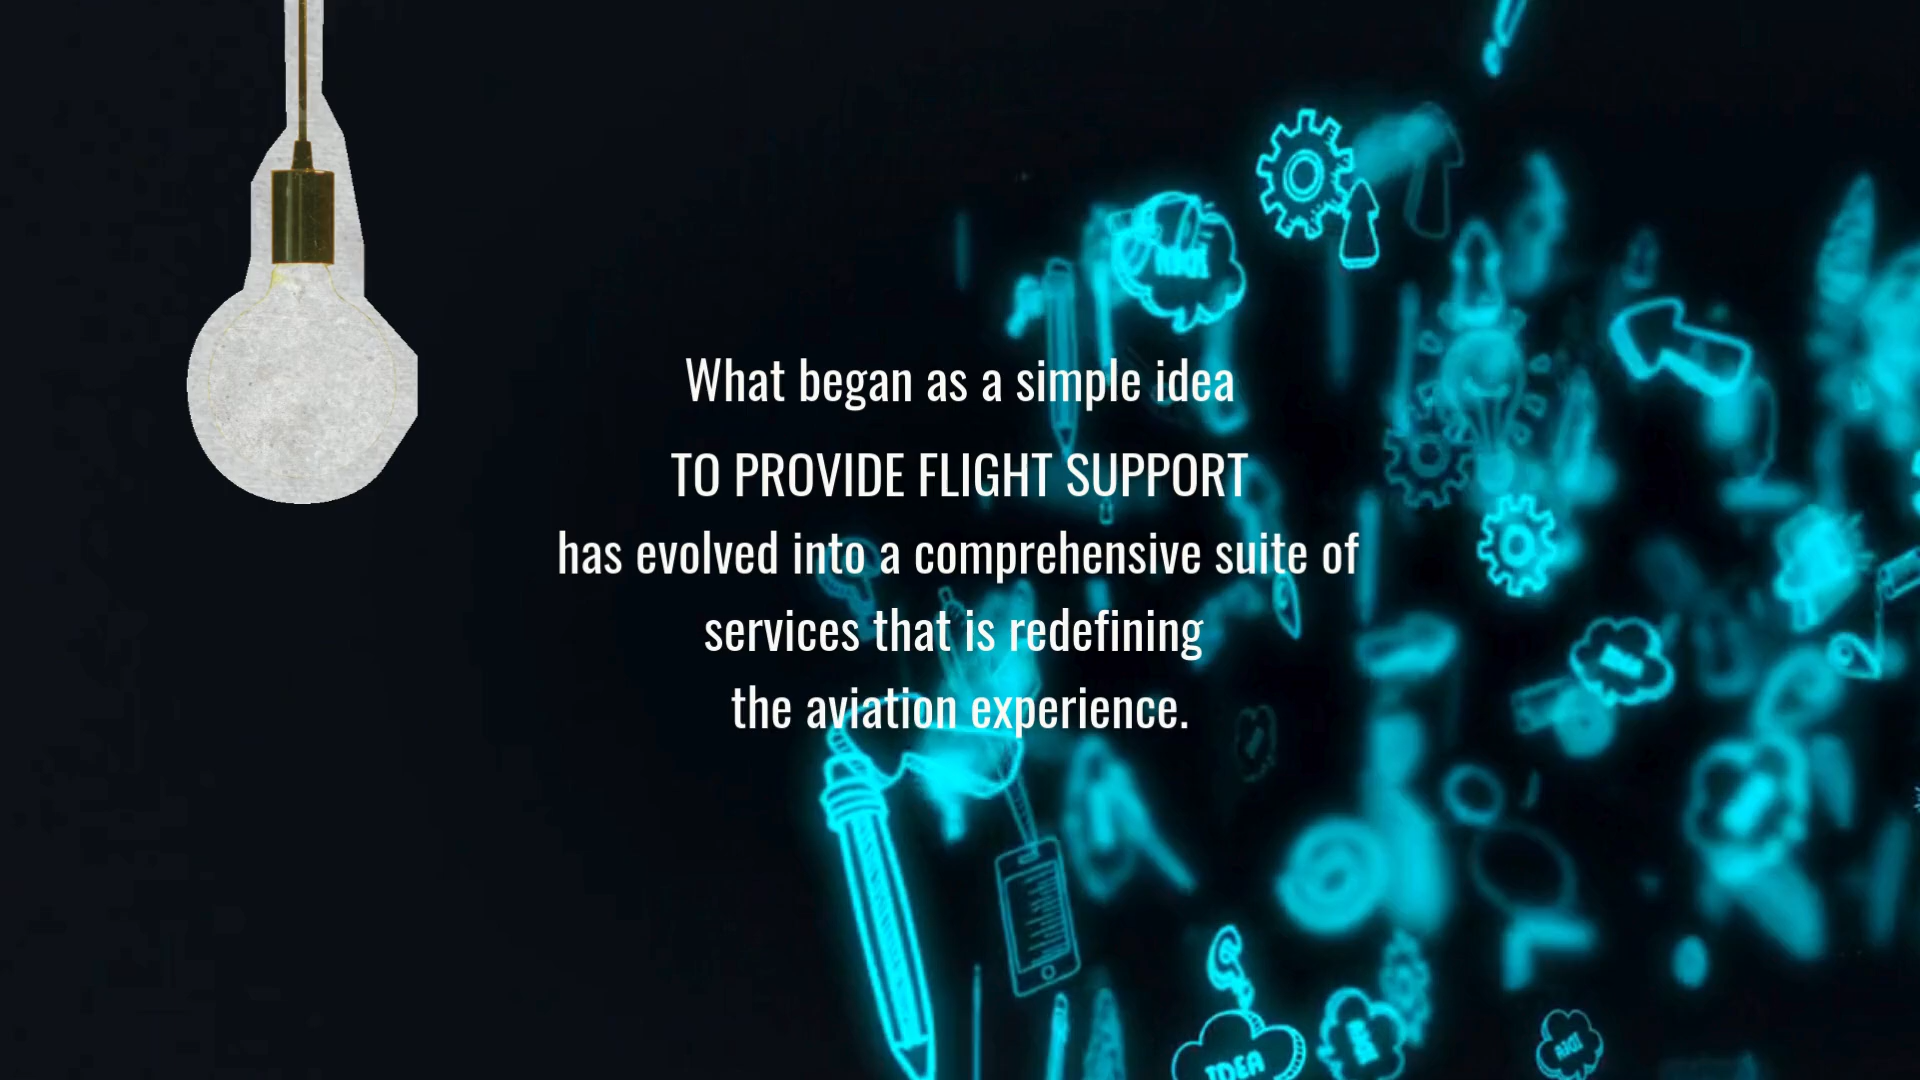 What began as a simple idea
TO PROVIDE FLIGHT SUPPORT
has evolved into a comprehensive suite of
services that is redefining
the aviation experience.
IDEA